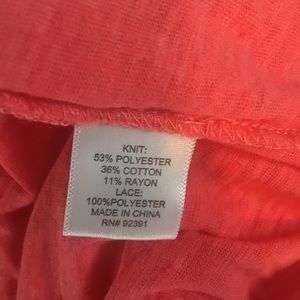 KNIT:
53% POLYESTER
36% COTTON
11% RAYON
LACE:
100%POLYESTER
MADE IN CHINA
RN# 92391